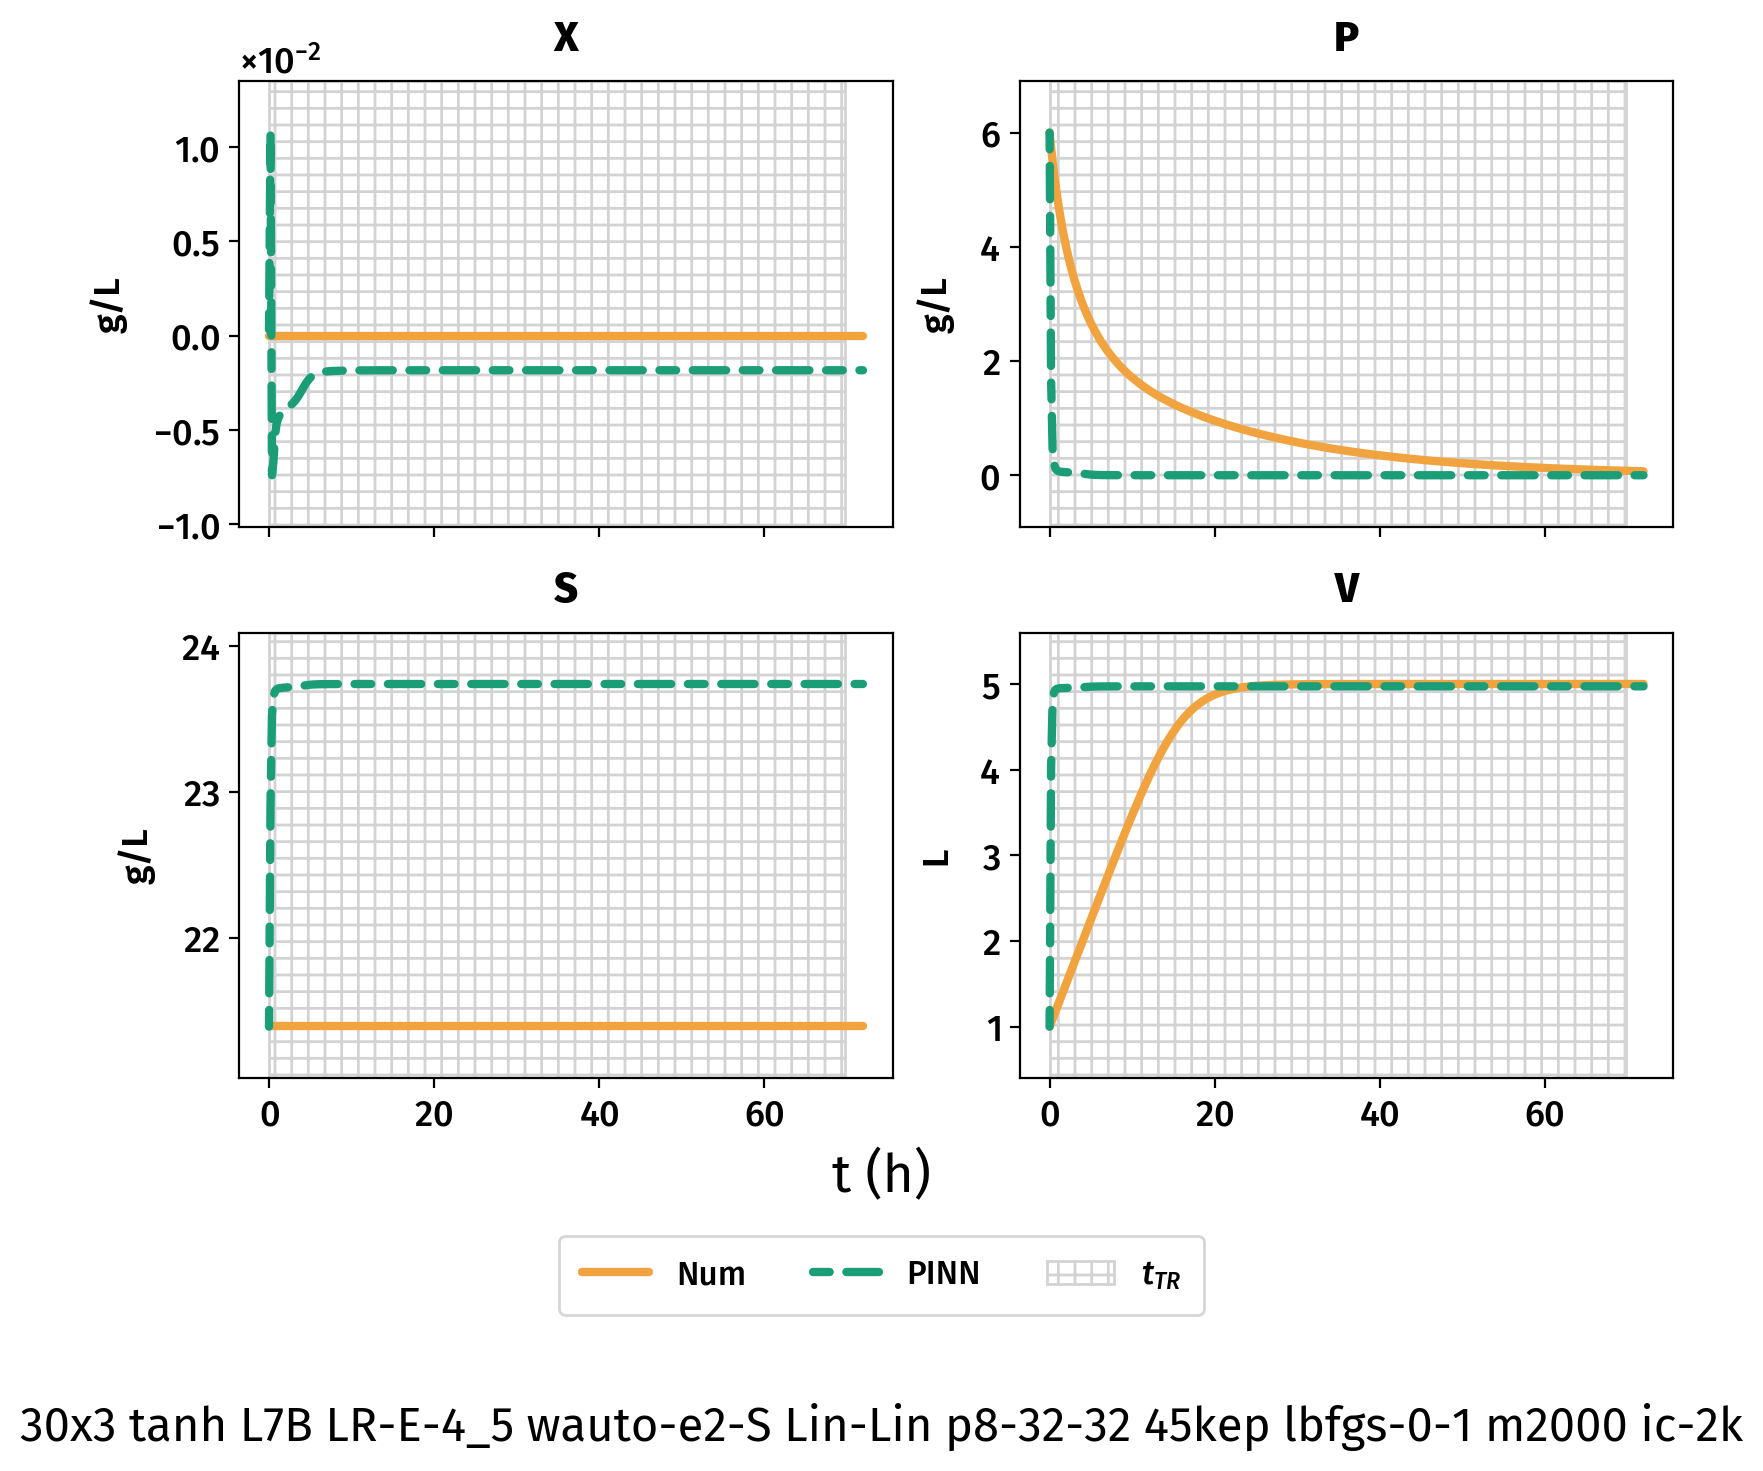 X
×10⁻²
1.0
0.5
0.0
−0.5
−1.0
g/L
P
6
4
2
0
g/L
S
24
23
22
g/L
0 20 40 60
V
5
4
3
2
1
L
0 20 40 60
t (h)
Num PINN t_TR
30x3 tanh L7B LR-E-4_5 wauto-e2-S Lin-Lin p8-32-32 45kep lbfgs-0-1 m2000 ic-2k